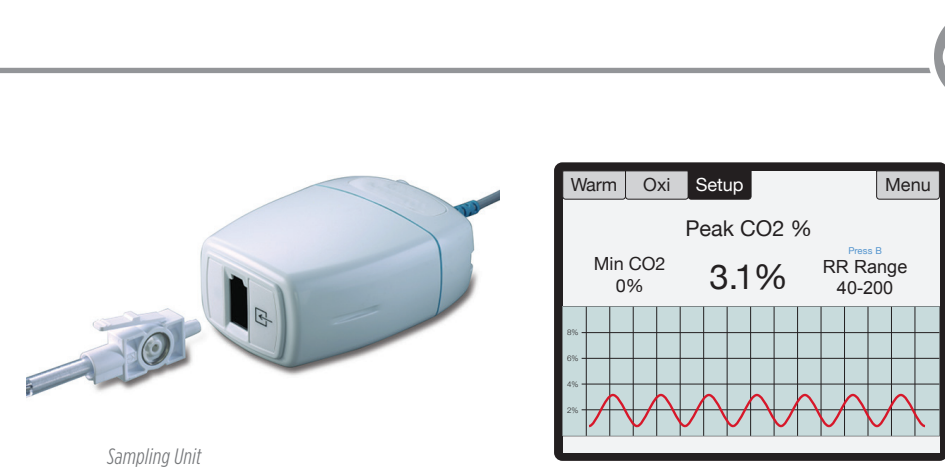 Warm Oxi Setup Menu
Peak CO2 %
Press B
Min CO2 3.1% RR Range
0% 40-200
8%
6%
4%
2%
Sampling Unit